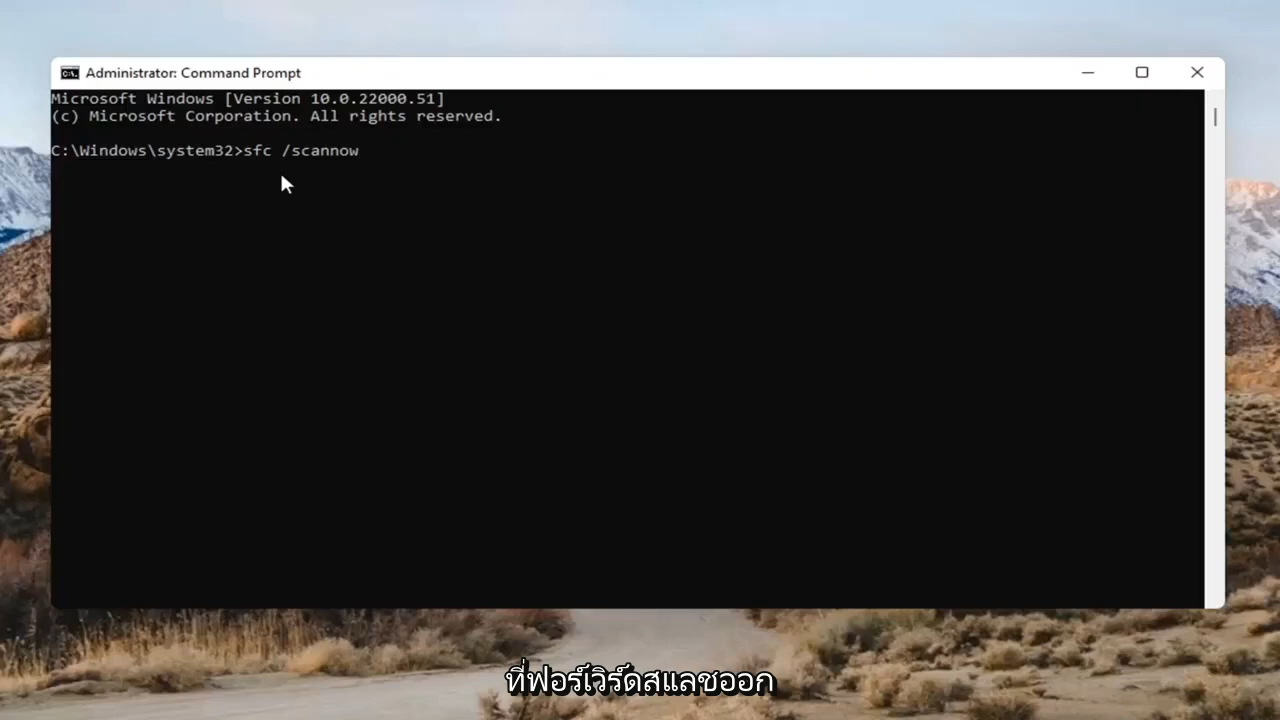 Administrator: Command Prompt
Microsoft Windows [Version 10.0.22000.51]
(c) Microsoft Corporation. All rights reserved.
C:\Windows\system32>sfc /scannow
ที่ฟอร์เวิร์ดสแลชออก